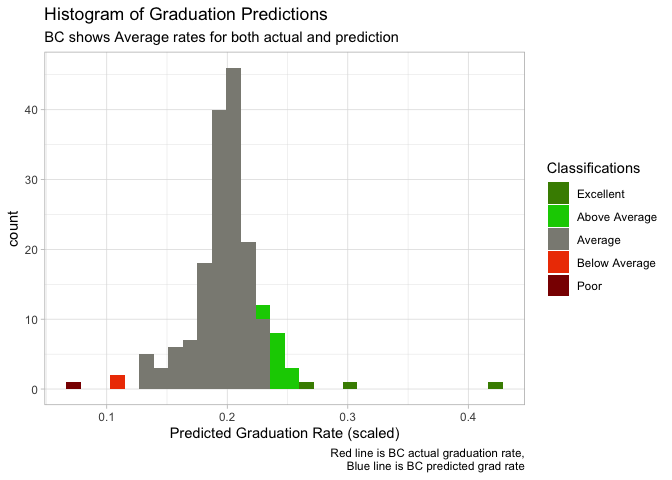 Histogram of Graduation Predictions
BC shows Average rates for both actual and prediction
count
40
30
20
10
0
0.1
0.2
0.3
0.4
Predicted Graduation Rate (scaled)
Classifications
Excellent
Above Average
Average
Below Average
Poor
Red line is BC actual graduation rate,
Blue line is BC predicted grad rate